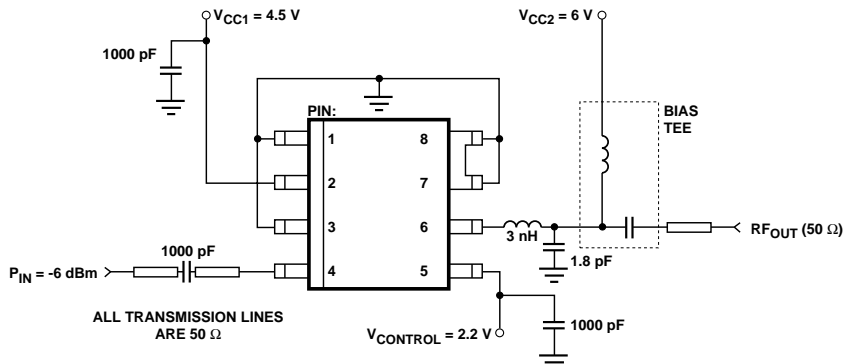 V_CC1 = 4.5 V
V_CC2 = 6 V
1000 pF
PIN:
BIAS
TEE
1
8
2
7
3
6
4
5
3 nH
RF_OUT (50 Ω)
1.8 pF
1000 pF
P_IN = -6 dBm
ALL TRANSMISSION LINES
ARE 50 Ω
V_CONTROL = 2.2 V
1000 pF